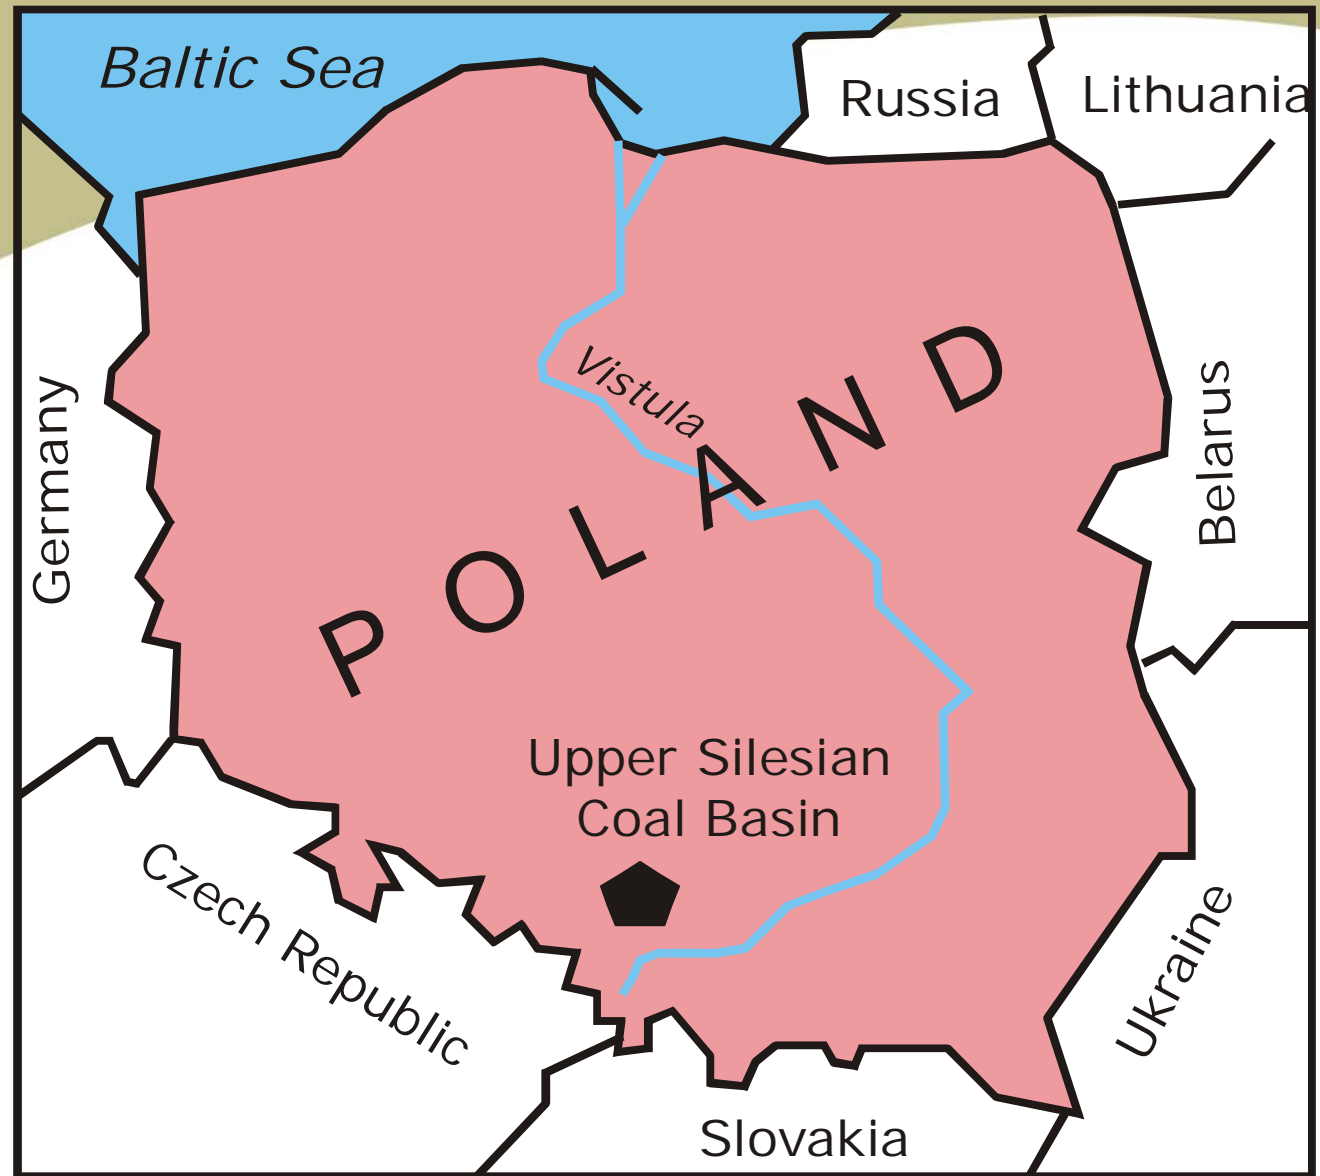 Baltic Sea
Russia
Lithuania
Germany
Vistula
POLAND
Belarus
Upper Silesian
Coal Basin
Czech Republic
Ukraine
Slovakia